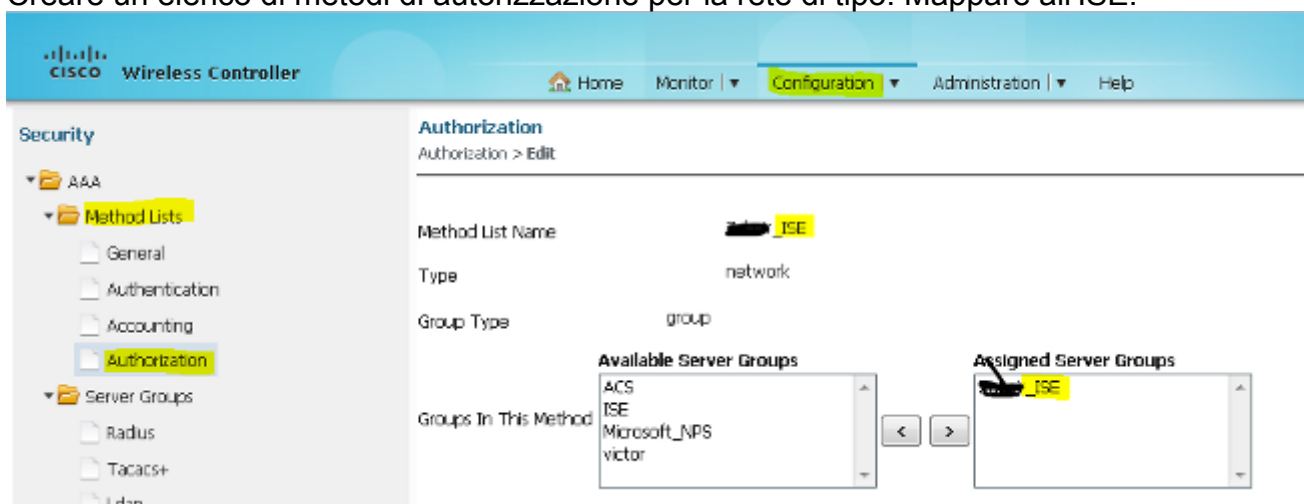 Creare un elenco di metodi di autorizzazione per la rete di tipo. Mappare all'ISE.
CISCO Wireless Controller
Home Monitor Configuration Administration Help
Security
AAA
Method Lists
General
Authentication
Accounting
Authorization
Server Groups
Radius
Tacacs+
Ldap
Authorization
Authorization > Edit
Method List Name _ISE
Type network
Group Type group
Available Server Groups Assigned Server Groups
Groups In This Method
ACS
ISE
Microsoft_NPS
victor
< >
_ISE